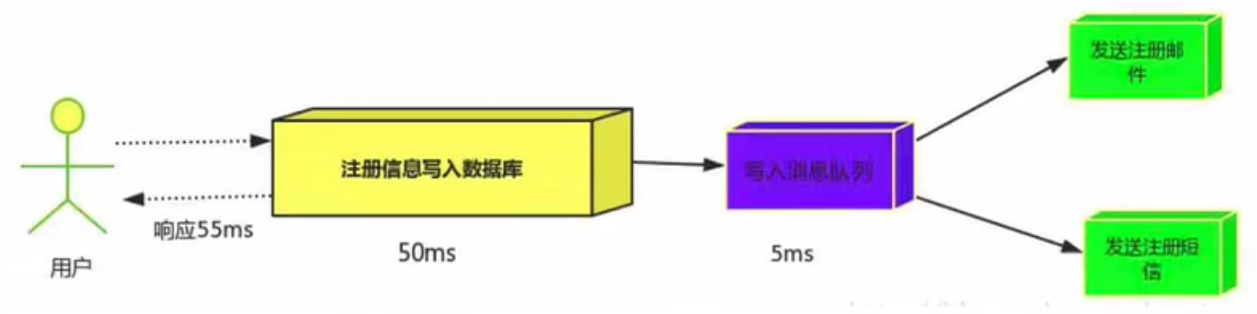 发送注册邮
件
注册信息写入数据库
写入消息队列
响应55ms
用户
50ms
5ms
发送注册短
信